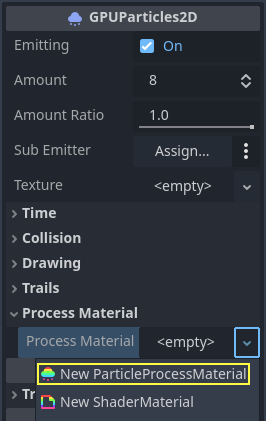 GPUParticles2D
Emitting On
Amount 8
Amount Ratio 1.0
Sub Emitter Assign...
Texture <empty>
Time
Collision
Drawing
Trails
Process Material
Process Material <empty>
New ParticleProcessMaterial
Tr
New ShaderMaterial